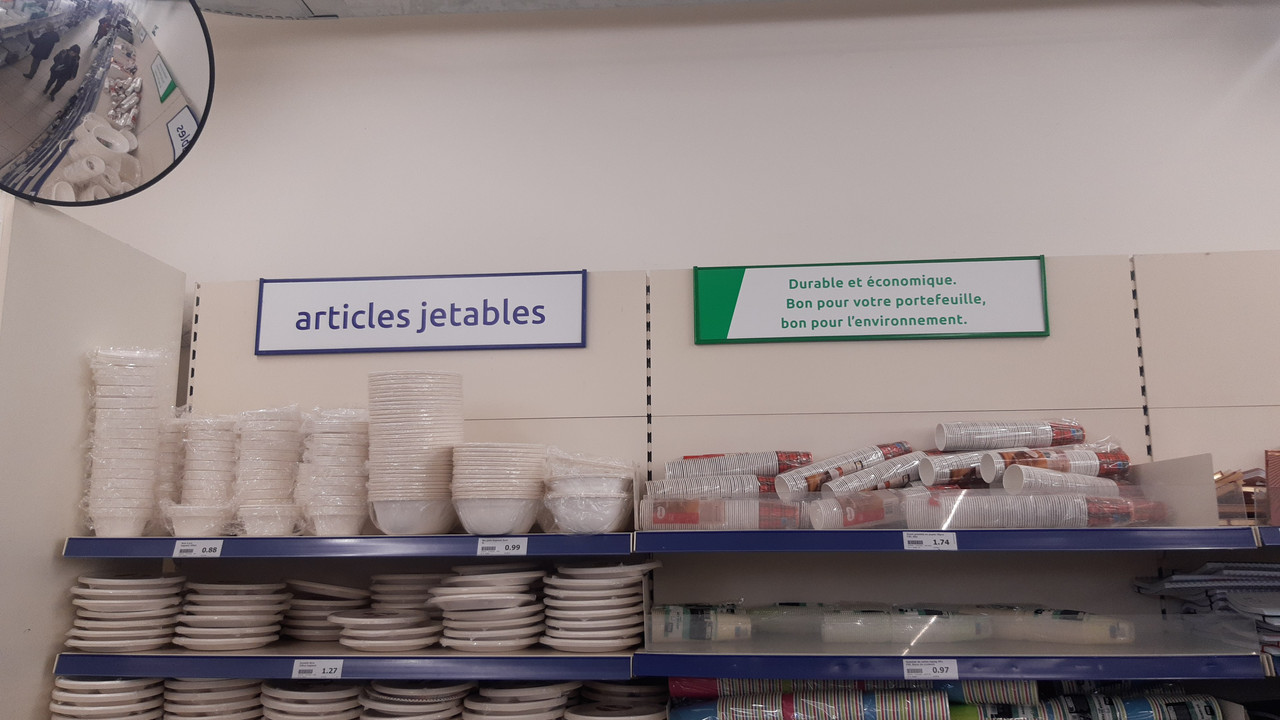 articles jetables
Durable et économique.
Bon pour votre portefeuille,
bon pour l'environnement.
0.88
0.99
1.74
1.27
0.97